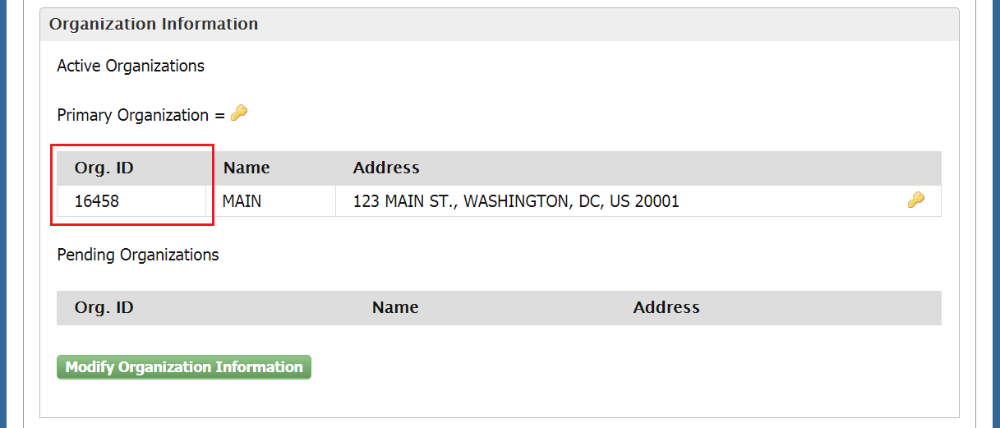 Organization Information
Active Organizations
Primary Organization =
Org. ID Name Address
16458 MAIN 123 MAIN ST., WASHINGTON, DC, US 20001
Pending Organizations
Org. ID Name Address
Modify Organization Information